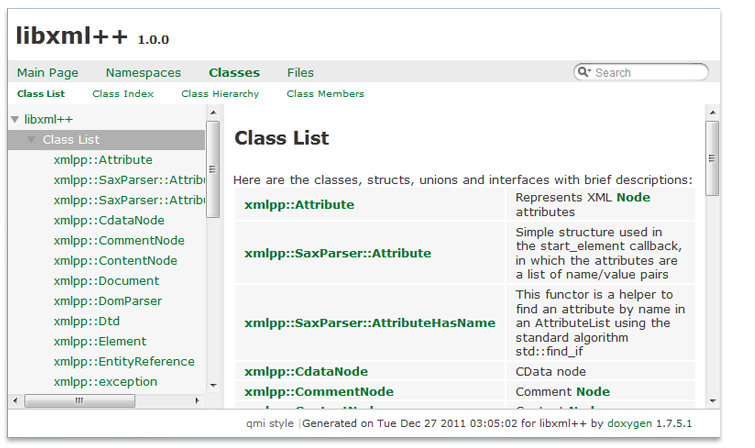 libxml++ 1.0.0
Main Page Namespaces Classes Files Search
Class List Class Index Class Hierarchy Class Members
libxml++
Class List
xmlpp::Attribute
xmlpp::SaxParser::Attribu
xmlpp::SaxParser::Attribu
xmlpp::CdataNode
xmlpp::CommentNode
xmlpp::ContentNode
xmlpp::Document
xmlpp::DomParser
xmlpp::Dtd
xmlpp::Element
xmlpp::EntityReference
xmlpp::exception
Class List
Here are the classes, structs, unions and interfaces with brief descriptions:
xmlpp::Attribute
Represents XML Node
attributes
xmlpp::SaxParser::Attribute
Simple structure used in
the start_element callback,
in which the attributes are
a list of name/value pairs
xmlpp::SaxParser::AttributeHasName
This functor is a helper to
find an attribute by name in
an AttributeList using the
standard algorithm
std::find_if
xmlpp::CdataNode CData node
xmlpp::CommentNode Comment Node
qmi style |Generated on Tue Dec 27 2011 03:05:02 for libxml++ by doxygen 1.7.5.1